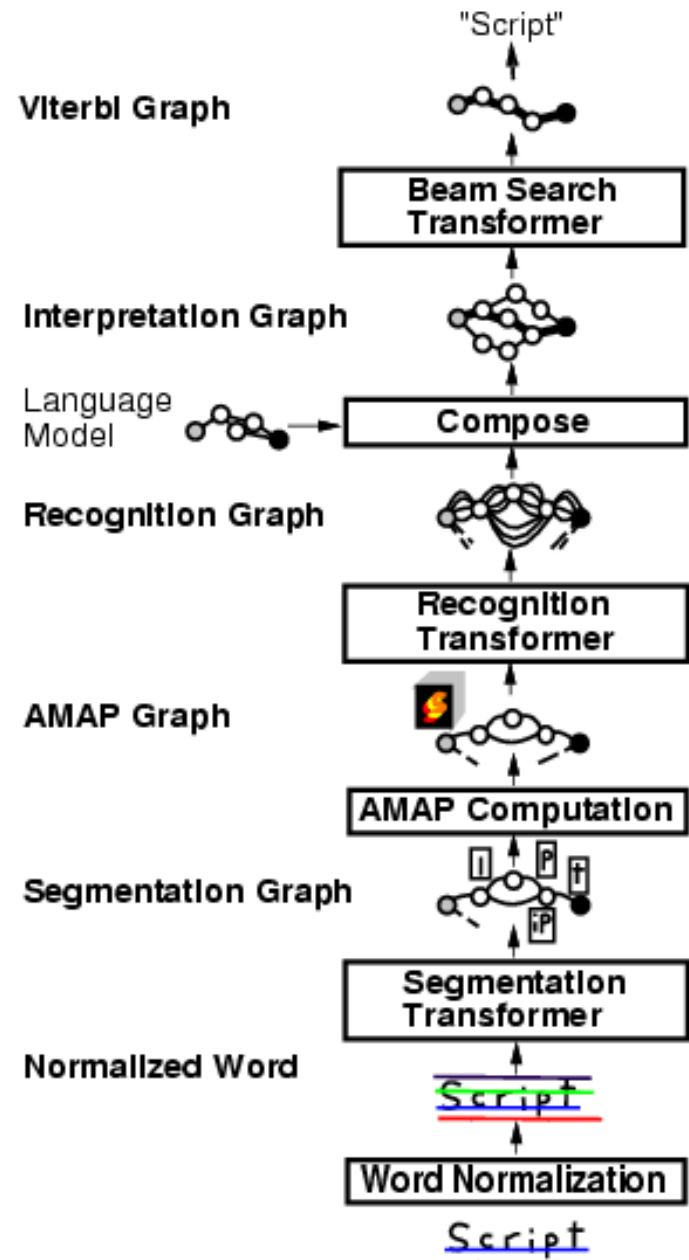 "Script"
Viterbi Graph
Beam Search
Transformer
Interpretation Graph
Language
Model
Compose
Recognition Graph
Recognition
Transformer
AMAP Graph
AMAP Computation
Segmentation Graph
i
p
t
ip
Segmentation
Transformer
Normalized Word
Script
Word Normalization
Script